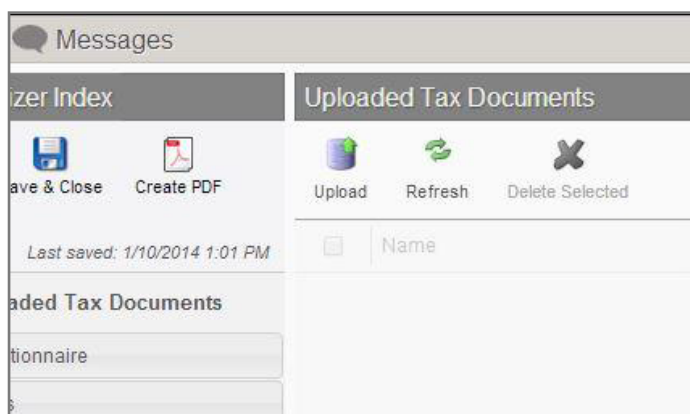 Messages
izer Index
ave & Close
Create PDF
Last saved: 1/10/2014 1:01 PM
aded Tax Documents
tionnaire
s
Uploaded Tax Documents
Upload
Refresh
Delete Selected
Name